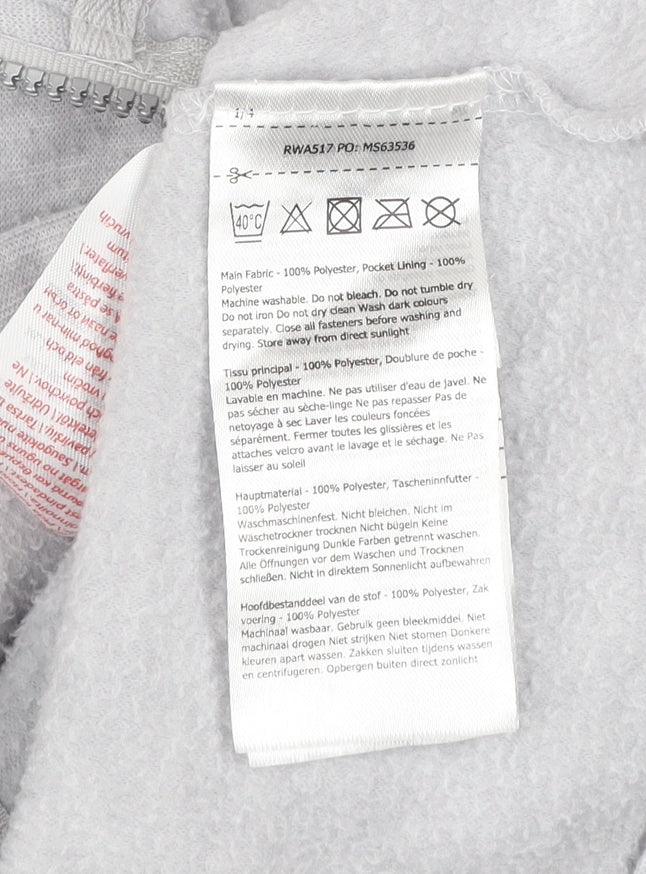 1/4
RWA517 PO: MS63536
40°C
Main Fabric - 100% Polyester, Pocket Lining - 100%
Polyester
Machine washable. Do not bleach. Do not tumble dry
Do not iron Do not dry clean Wash dark colours
separately. Close all fasteners before washing and
drying. Store away from direct sunlight
Tissu principal - 100% Polyester, Doublure de poche -
100% Polyester
Lavable en machine. Ne pas utiliser d'eau de javel. Ne
pas sécher au sèche-linge Ne pas repasser Pas de
netoyage à sec Laver les couleurs foncées
séparément. Fermer toutes les glissières et les
attaches velcro avant le lavage et le séchage. Ne Pas
laisser au soleil
Hauptmaterial - 100% Polyester, Tascheninnfutter -
100% Polyester
Waschmaschinenfest. Nicht bleichen. Nicht im
Wäschetrockner trocknen Nicht bügeln Keine
Trockenreinigung Dunkle Farben getrennt waschen.
Alle Öffnungen vor dem Waschen und Trocknen
schließen. Nicht in direktem Sonnenlicht aufbewahren
Hoofdbestanddeel van de stof - 100% Polyester, Zak
voering - 100% Polyester
Machinaal wasbaar. Gebruik geen bleekmiddel. Niet
machinaal drogen Niet strijken Niet stomen Donkere
kleuren apart wassen. Zakken sluiten tijdens wassen
en centrifugeren. Opbergen buiten direct zonlicht